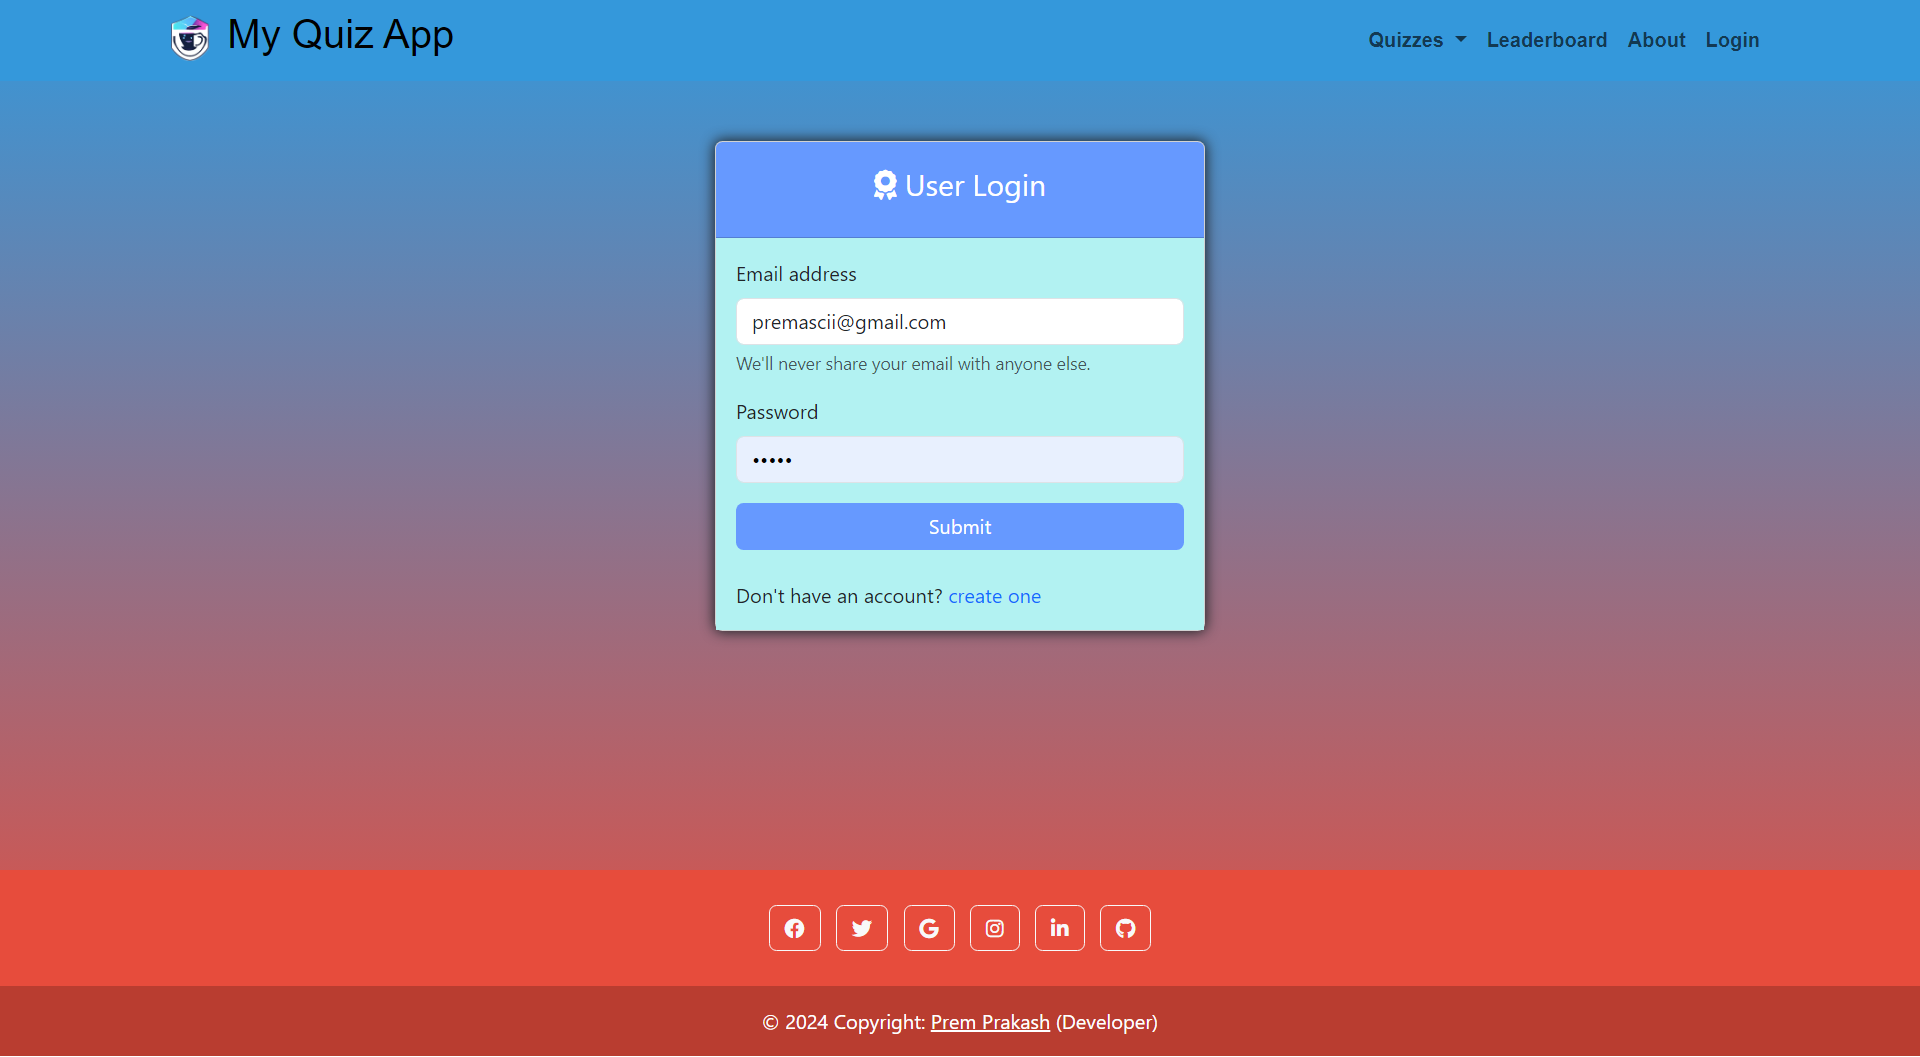 My Quiz App
Quizzes Leaderboard About Login
User Login
Email address
premascii@gmail.com
We'll never share your email with anyone else.
Password
•••••
Submit
Don't have an account? create one
© 2024 Copyright: Prem Prakash (Developer)